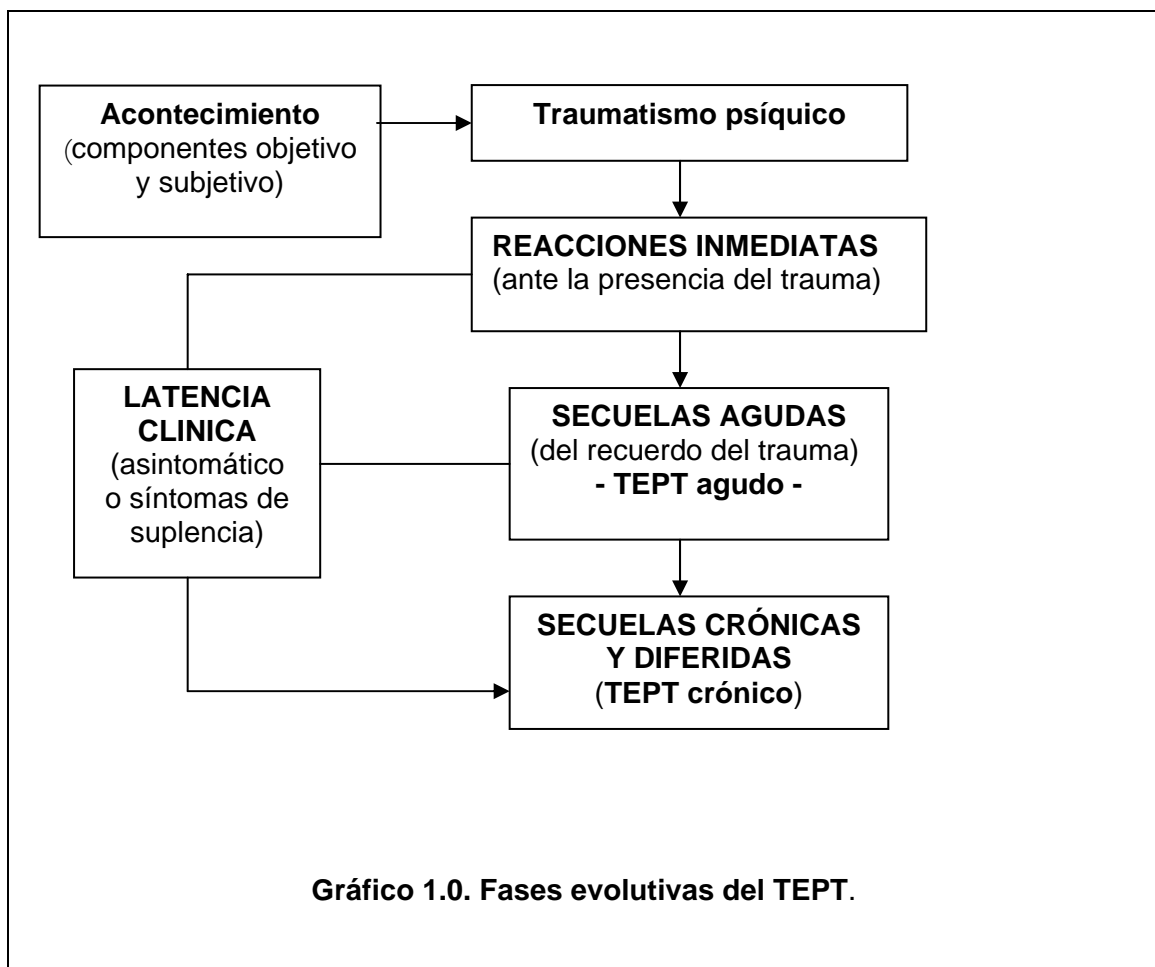 Acontecimiento
(componentes objetivo
y subjetivo)
Traumatismo psíquico
REACCIONES INMEDIATAS
(ante la presencia del trauma)
LATENCIA
CLINICA
(asintomático
o síntomas de
suplencia)
SECUELAS AGUDAS
(del recuerdo del trauma)
- TEPT agudo -
SECUELAS CRÓNICAS
Y DIFERIDAS
(TEPT crónico)
Gráfico 1.0. Fases evolutivas del TEPT.